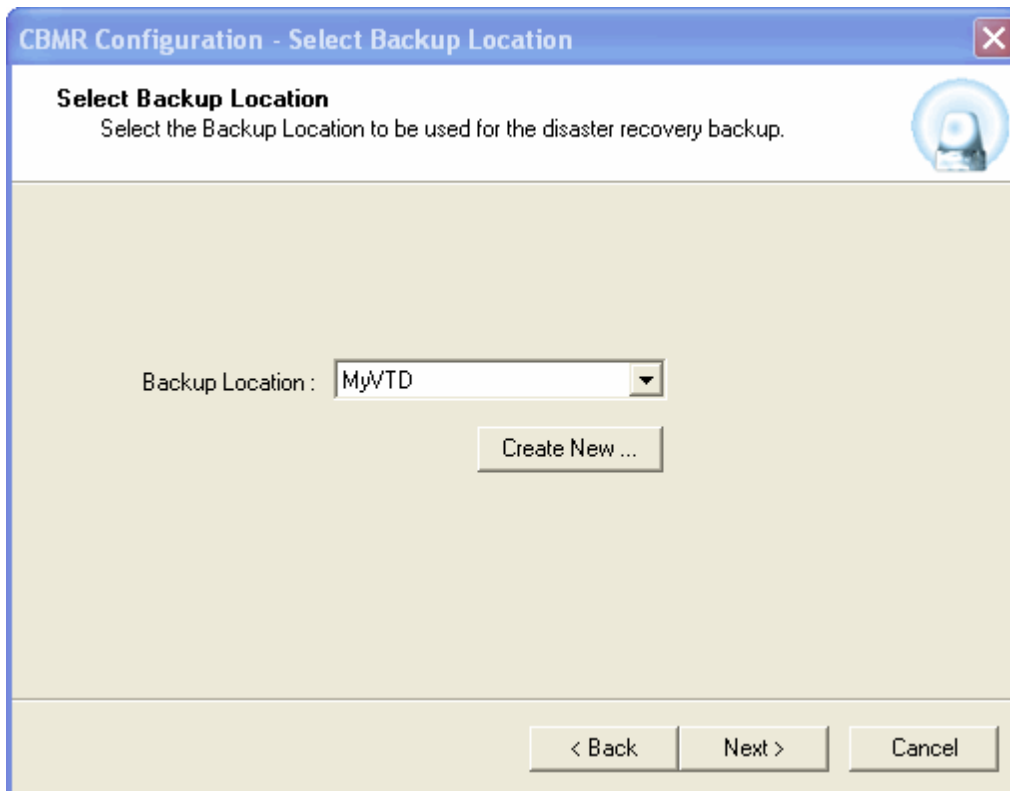 CBMR Configuration - Select Backup Location
Select Backup Location
Select the Backup Location to be used for the disaster recovery backup.
Backup Location : MyVTD
Create New ...
< Back Next > Cancel